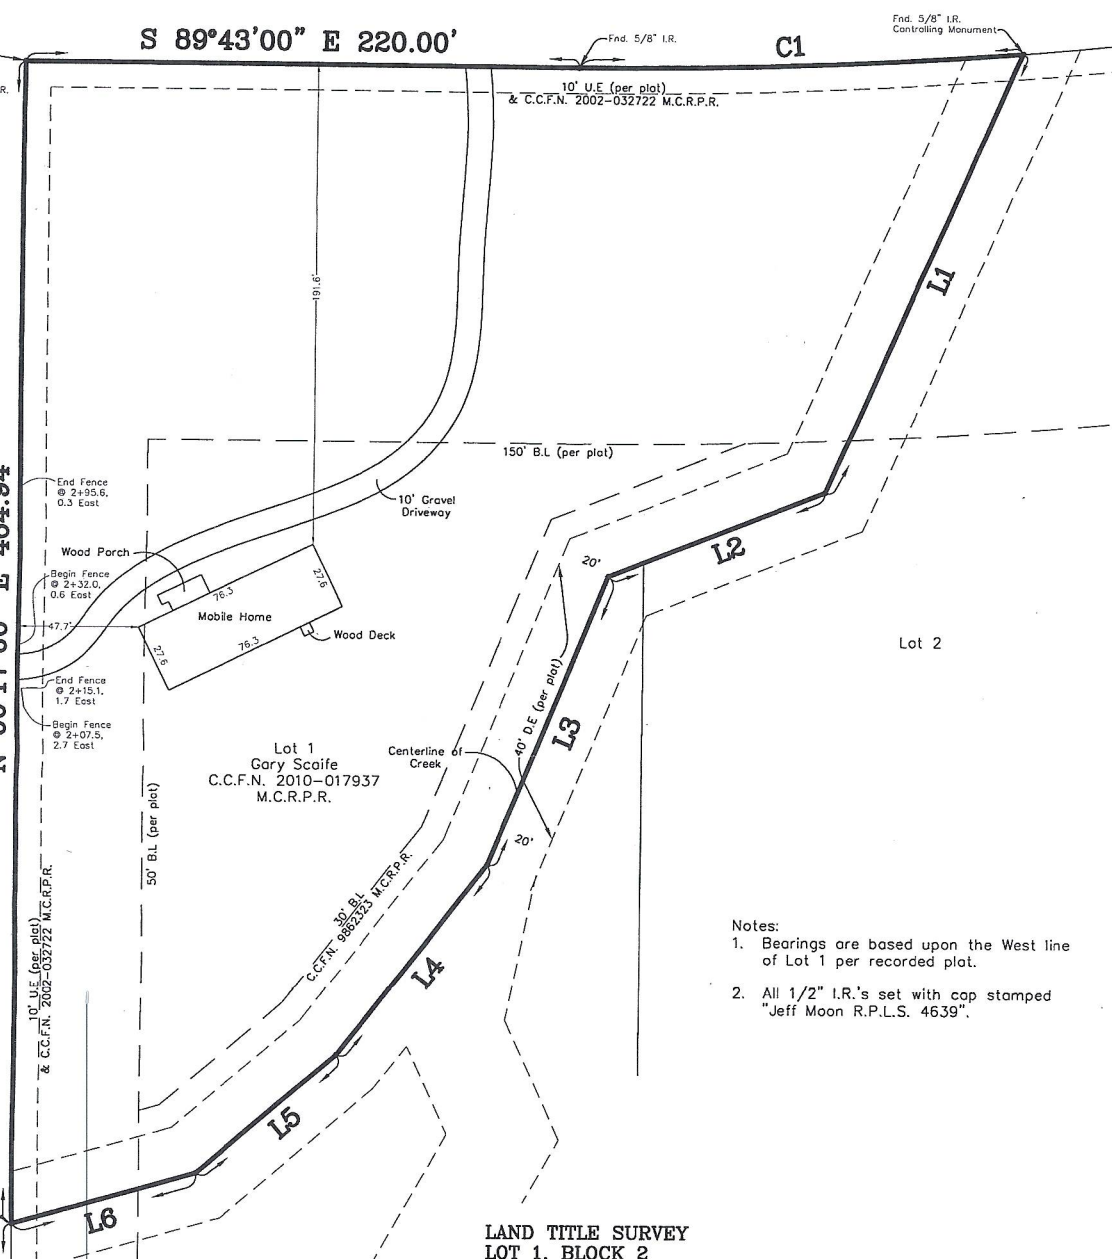 Fnd. 5/8" I.R.
Controlling Monument
S 89°43'00" E 220.00'
Fnd. 5/8" I.R.
C1
R.
10' U.E (per plat)
& C.C.F.N. 2002-032722 M.C.R.P.R.
191.6'
L1
150' B.L (per plat)
End Fence
@ 2+95.6,
0.3 East
10' Gravel
Driveway
Wood Porch
L2
20'
Begin Fence
@ 2+32.0,
0.6 East
76.3
27.6
Mobile Home
47.7'
Wood Deck
76.3
27.6
Lot 2
End Fence
@ 2+15.1,
1.7 East
40' D.E (per plat)
Begin Fence
@ 2+07.5,
2.7 East
L3
Lot 1
Gary Scaife
C.C.F.N. 2010-017937
M.C.R.P.R.
Centerline of
Creek
50' B.L (per plat)
20'
30' B.L
C.C.F.N. 9862323 M.C.R.P.R.
10' U.E (per plat)
& C.C.F.N. 2002-032722 M.C.R.P.R.
L4
Notes:
1. Bearings are based upon the West line
of Lot 1 per recorded plat.
2. All 1/2" I.R.'s set with cap stamped
"Jeff Moon R.P.L.S. 4639".
L5
L6
LAND TITLE SURVEY
LOT 1, BLOCK 2